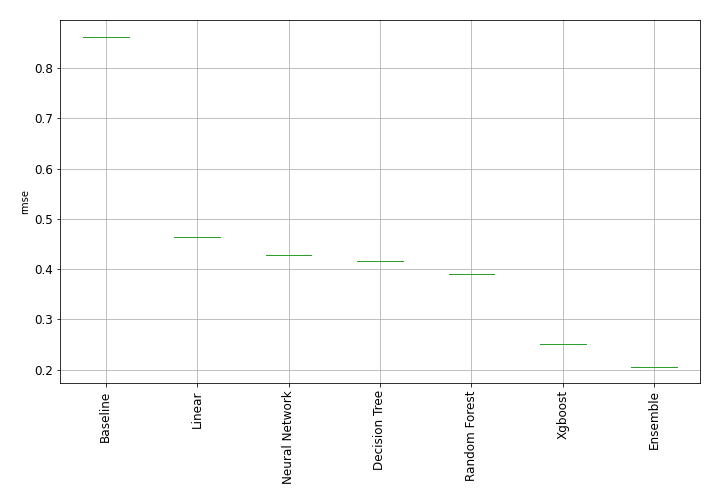 rmse
0.8
0.7
0.6
0.5
0.4
0.3
0.2
Baseline
Linear
Neural Network
Decision Tree
Random Forest
Xgboost
Ensemble